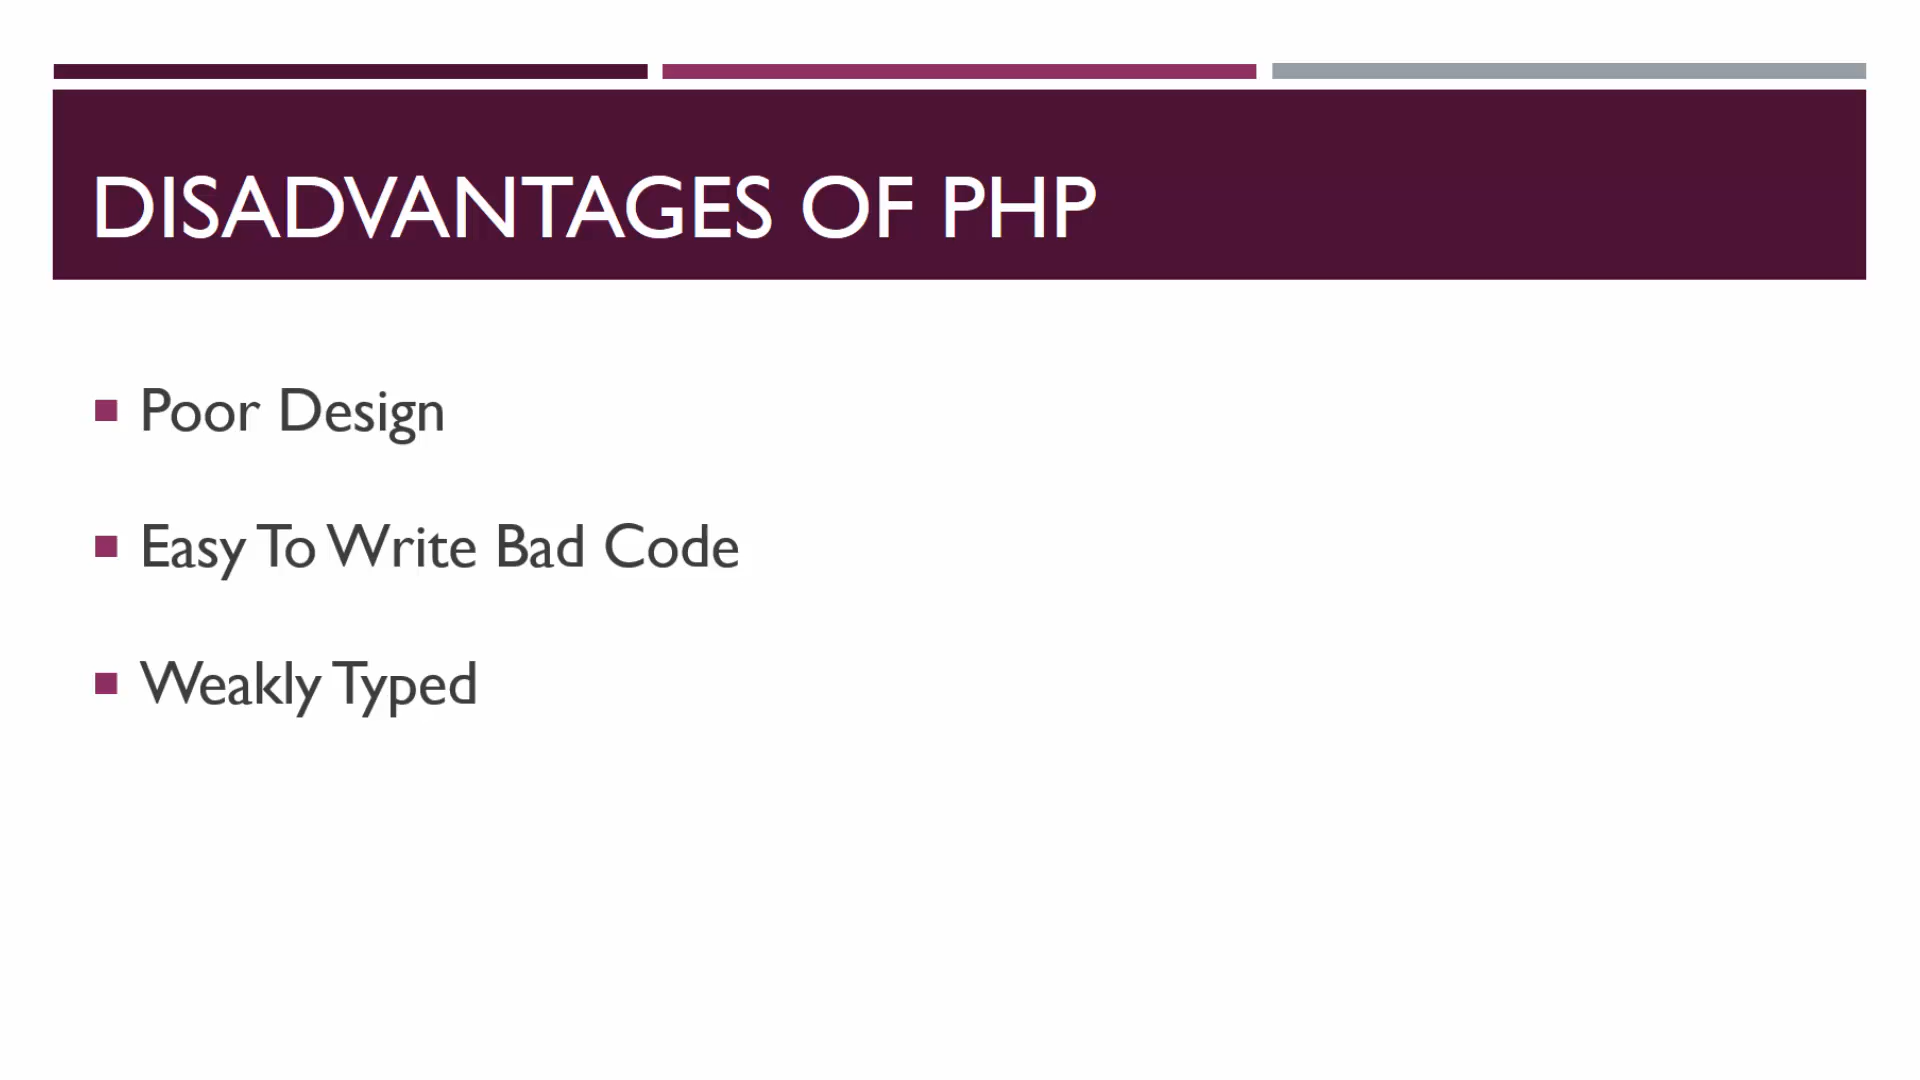 DISADVANTAGES OF PHP
Poor Design
Easy To Write Bad Code
Weakly Typed